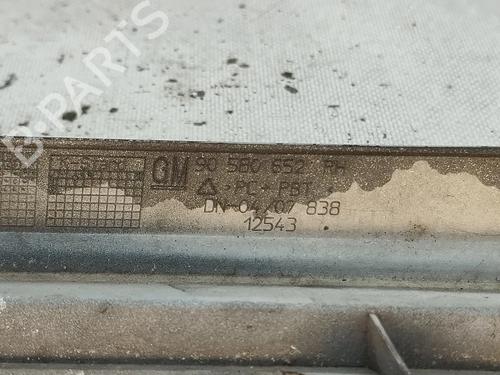 B-PARTS
GM 90 580 652 RH
PC + PBT
DN 04 07 838
12543